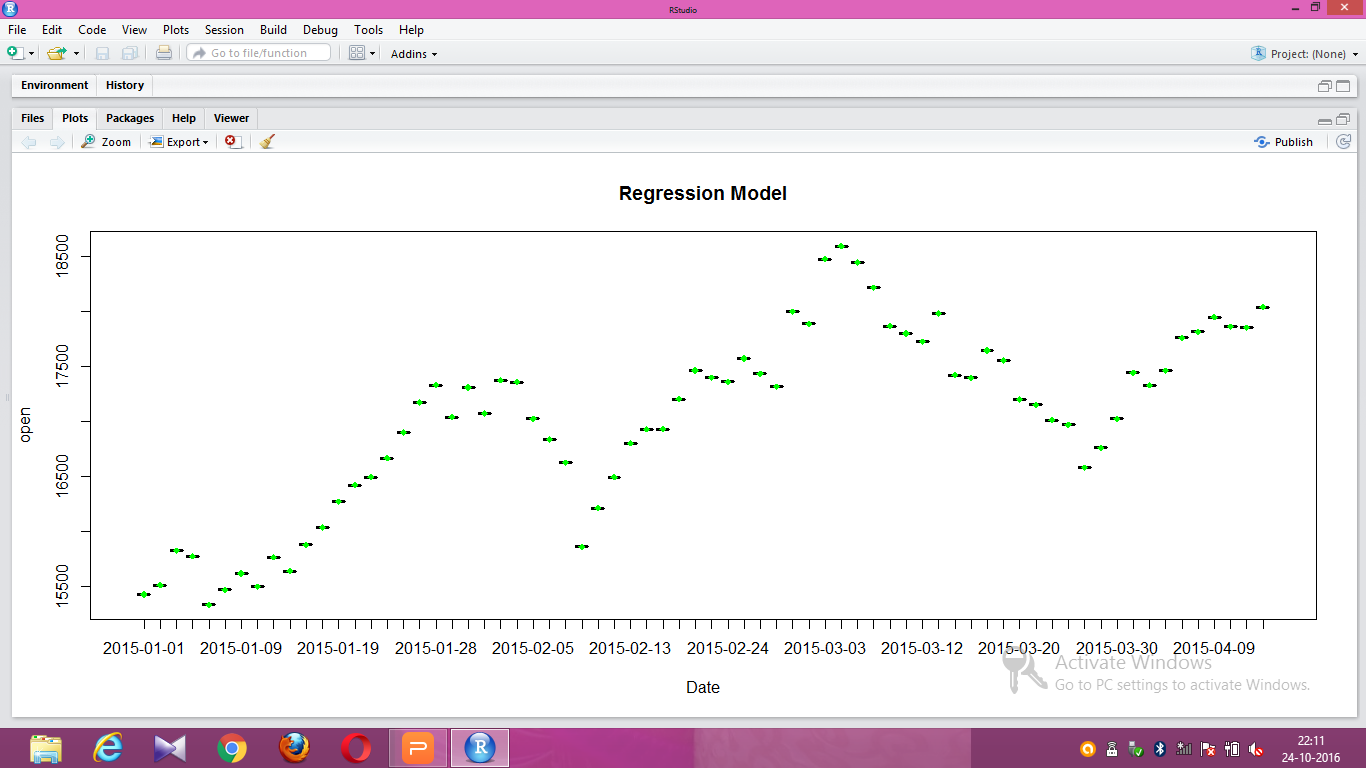 RStudio
File Edit Code View Plots Session Build Debug Tools Help
Go to file/function
Addins
Project: (None)
Environment History
Files Plots Packages Help Viewer
Zoom Export Publish
Regression Model
18500
17500
16500
15500
open
2015-01-01 2015-01-09 2015-01-19 2015-01-28 2015-02-05 2015-02-13 2015-02-24 2015-03-03 2015-03-12 2015-03-20 2015-03-30 2015-04-09
Date
Activate Windows
Go to PC settings to activate Windows.
22:11
24-10-2016